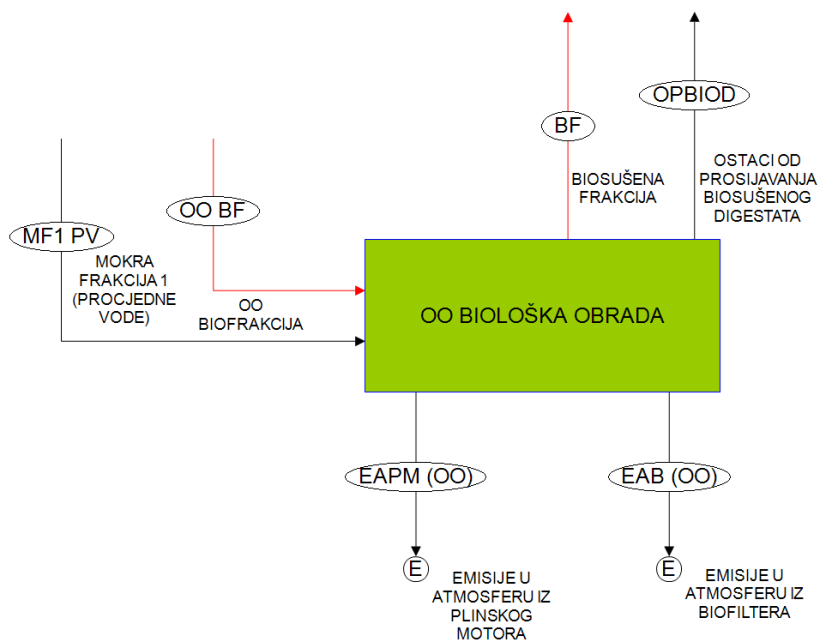 OPBIOD
BF
BIOSUŠENA
FRAKCIJA
OSTACI OD
PROSIJAVANJA
BIOSUŠENOG
DIGESTATA
OO BF
MF1 PV
MOKRA
FRAKCIJA 1
(PROCJEDNE
VODE)
OO
BIOFRAKCIJA
OO BIOLOŠKA OBRADA
EAPM (OO)
EAB (OO)
E
EMISIJE U
ATMOSFERU IZ
PLINSKOG
MOTORA
E
EMISIJE U
ATMOSFERU IZ
BIOFILTERA